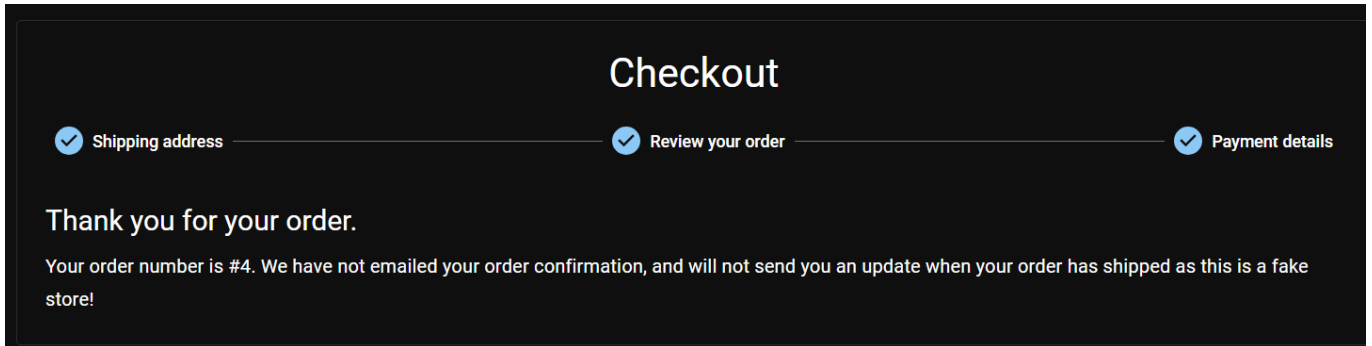 Checkout
Shipping address
Review your order
Payment details
Thank you for your order.
Your order number is #4. We have not emailed your order confirmation, and will not send you an update when your order has shipped as this is a fake
store!